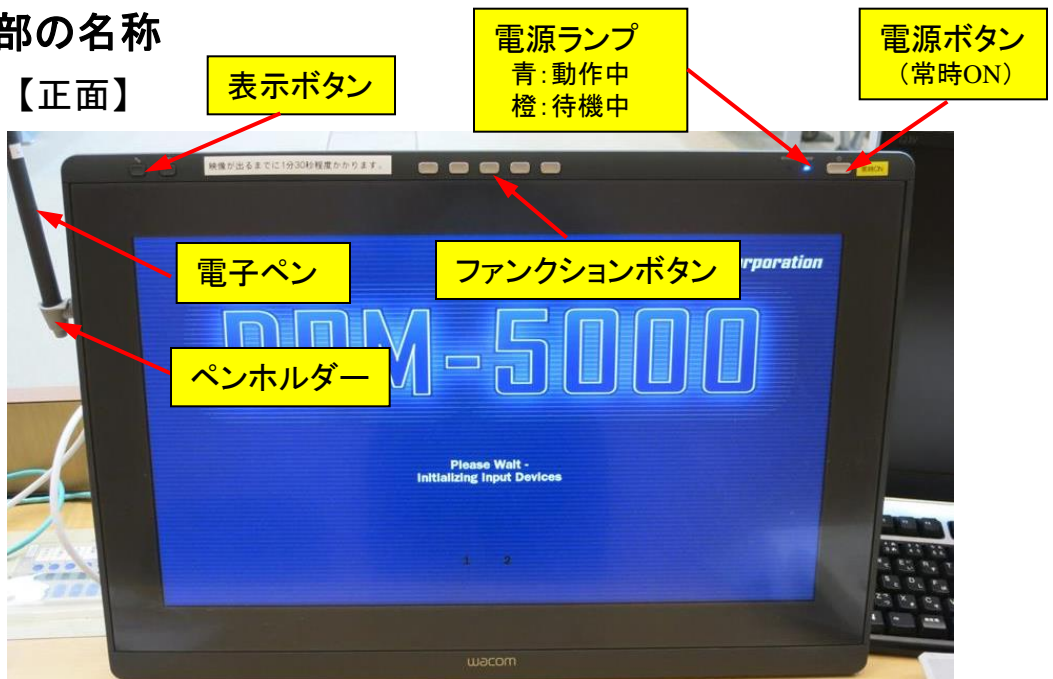 部の名称
【正面】
表示ボタン
電源ランプ
青:動作中
橙:待機中
電源ボタン
(常時ON)
映像が出るまでに1分30秒程度かかります。
常時ON
電子ペン
ファンクションボタン
rporation
M-5000
ペンホルダー
Please Wait -
Initializing Input Devices
1 2
wacom